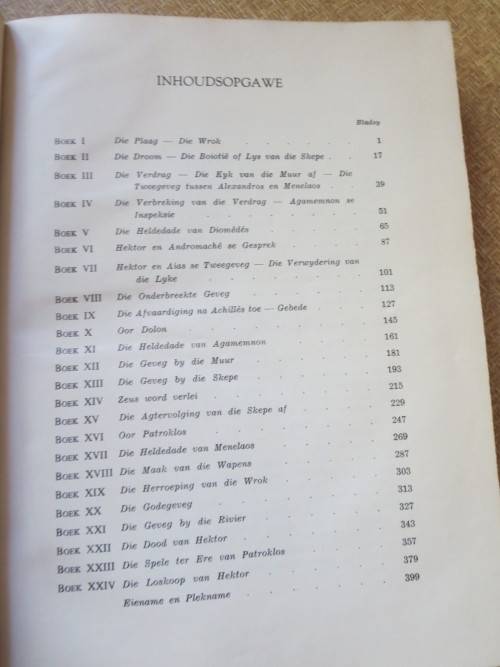 INHOUDSOPGAWE
Bladsy
BOEK I Die Plaag — Die Wrok . . . . . . 1
BOEK II Die Droom — Die Boiotië of Lys van die Skepe . . 17
BOEK III Die Verdrag — Die Kyk van die Muur af — Die
Tweegeveg tussen Alexandros en Menelaos . . 39
BOEK IV Die Verbreking van die Verdrag — Agamemnon se
Inspeksie . . . . . . . 51
BOEK V Die Heldedade van Diomêdês . . . . 65
BOEK VI Hektor en Andromachê se Gesprek . . . . 87
BOEK VII Hektor en Aias se Tweegeveg — Die Verwydering van
die Lyke . . . . . . . 101
BOEK VIII Die Onderbreekte Geveg . . . . . 113
BOEK IX Die Afvaardiging na Achillês toe — Gebede . . 127
BOEK X Oor Dolon . . . . . . . 145
BOEK XI Die Heldedade van Agamemnon . . . . 161
BOEK XII Die Geveg by die Muur . . . . . 181
BOEK XIII Die Geveg by die Skepe . . . . . 193
BOEK XIV Zeus word verlei . . . . . . 215
BOEK XV Die Agtervolging van die Skepe af . . . 229
BOEK XVI Oor Patroklos . . . . . . 247
BOEK XVII Die Heldedade van Menelaos . . . . 269
BOEK XVIII Die Maak van die Wapens . . . . 287
BOEK XIX Die Herroeping van die Wrok . . . . 303
BOEK XX Die Godegeveg . . . . . . 313
BOEK XXI Die Geveg by die Rivier . . . . 327
BOEK XXII Die Dood van Hektor . . . . . 343
BOEK XXIII Die Spele ter Ere van Patroklos . . . 357
BOEK XXIV Die Loskoop van Hektor . . . . . 379
Eiename en Plekname . . . . . 399